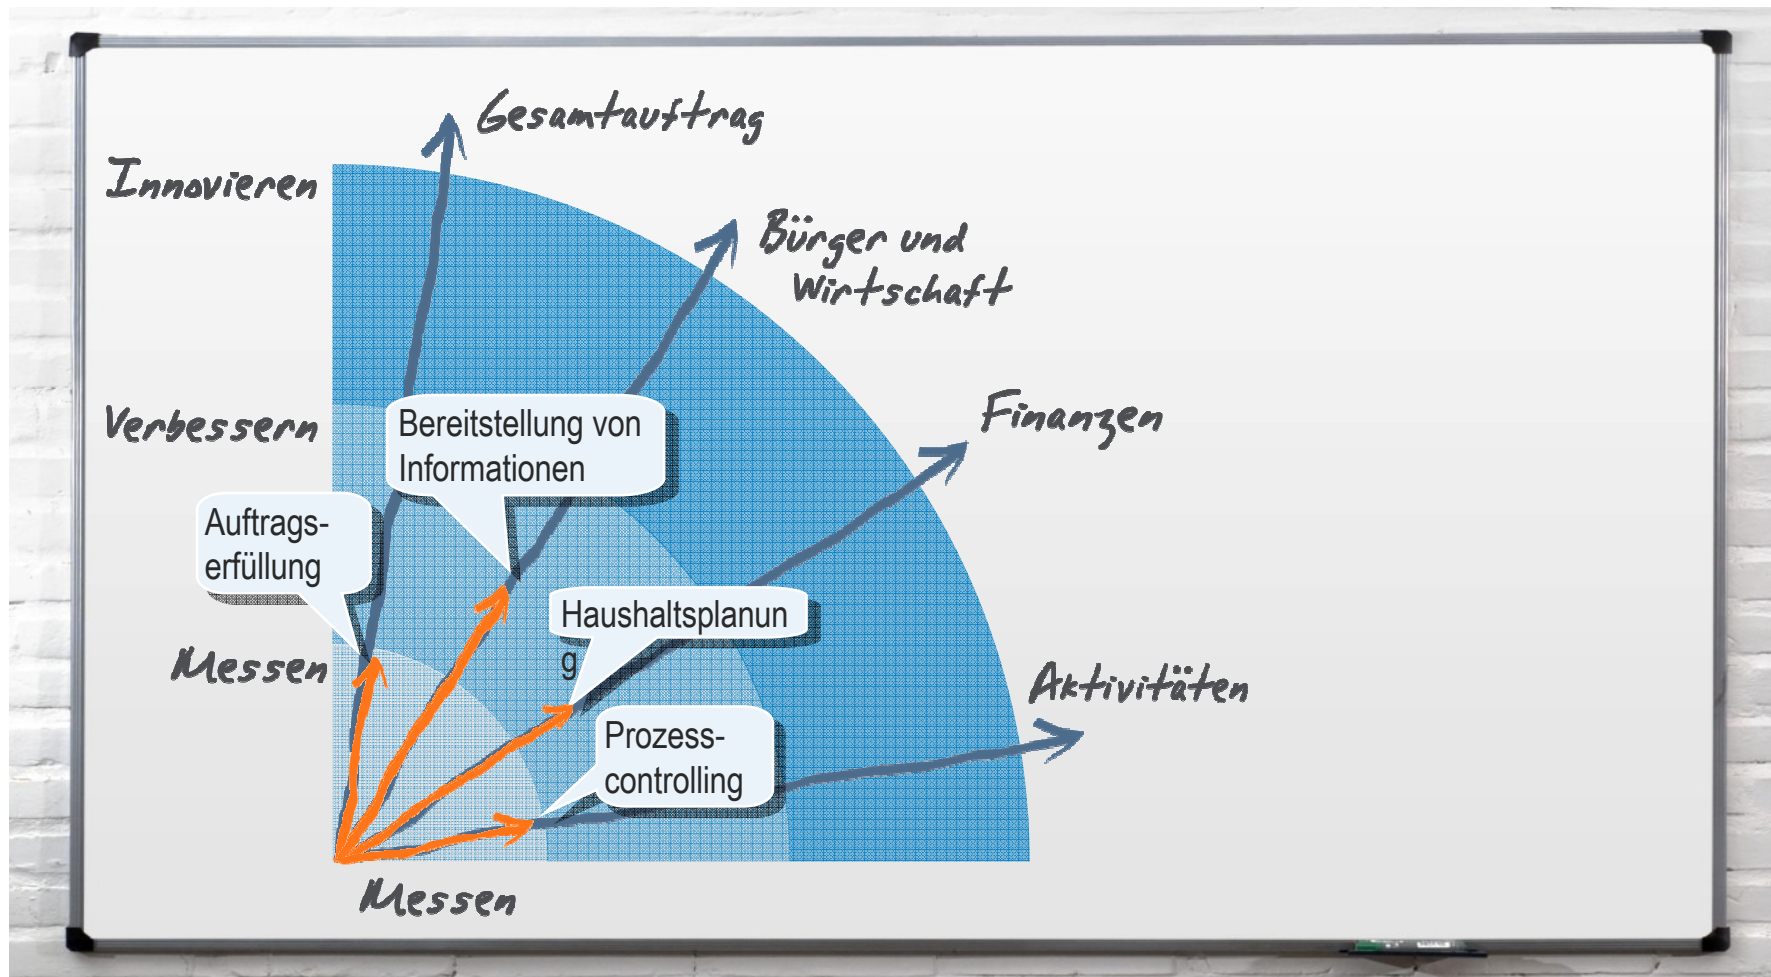 Gesamtauftrag
Innovieren
Bürger und
Wirtschaft
Finanzen
Verbessern
Bereitstellung von
Informationen
Auftrags-
erfüllung
Haushaltsplanun
g
Messen
Aktivitäten
Prozess-
controlling
Messen